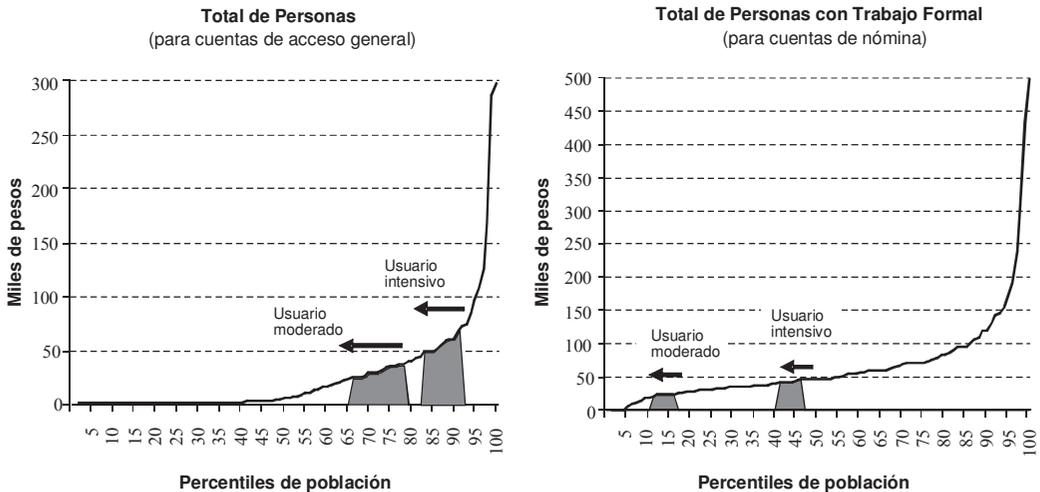 Total de Personas
(para cuentas de acceso general)
300
250
200
150
100
50
0
Miles de pesos
Usuario
intensivo
Usuario
moderado
5 10 15 20 25 30 35 40 45 50 55 60 65 70 75 80 85 90 95 100
Percentiles de población
Total de Personas con Trabajo Formal
(para cuentas de nómina)
500
450
400
350
300
250
200
150
100
50
0
Miles de pesos
Usuario
moderado
Usuario
intensivo
5 10 15 20 25 30 35 40 45 50 55 60 65 70 75 80 85 90 95 100
Percentiles de población